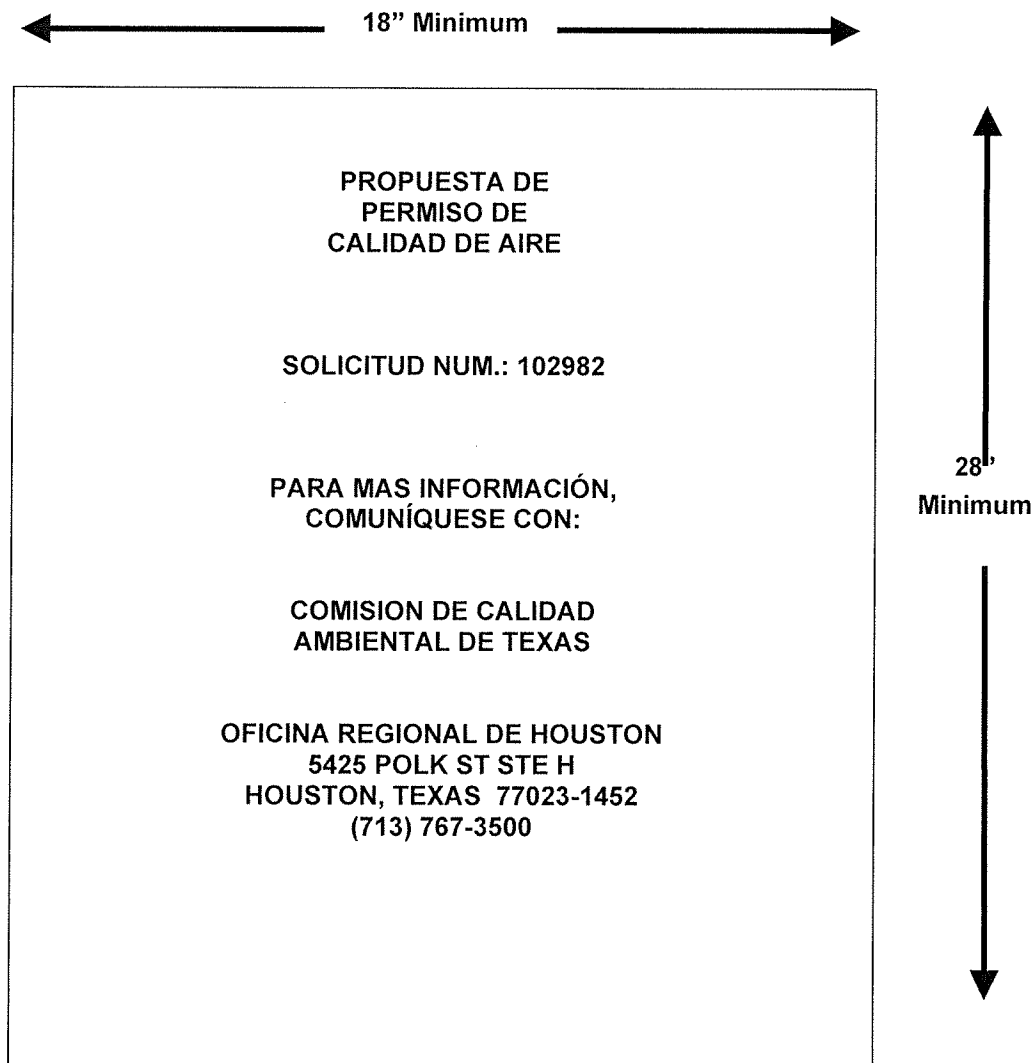 18” Minimum
PROPUESTA DE
PERMISO DE
CALIDAD DE AIRE
SOLICITUD NUM.: 102982
PARA MAS INFORMACIÓN,
COMUNÍQUESE CON:
28”
Minimum
COMISION DE CALIDAD
AMBIENTAL DE TEXAS
OFICINA REGIONAL DE HOUSTON
5425 POLK ST STE H
HOUSTON, TEXAS 77023-1452
(713) 767-3500